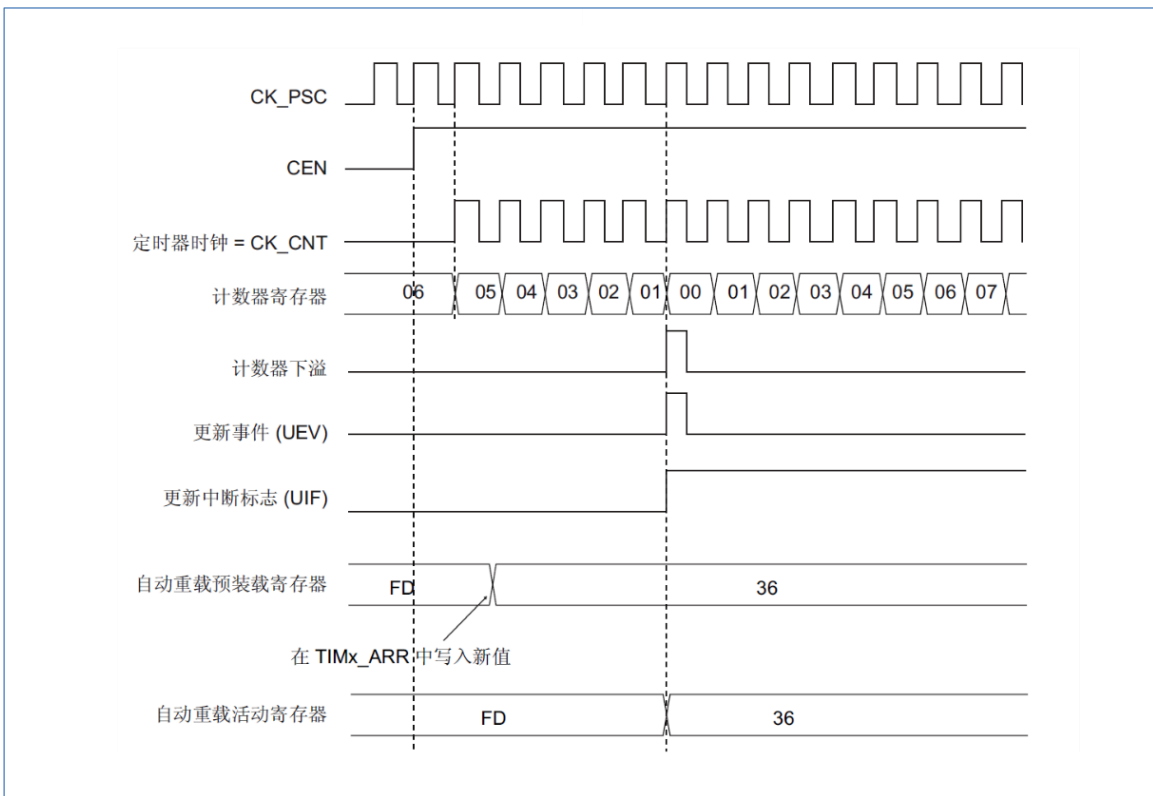 CK_PSC
CEN
定时器时钟 = CK_CNT
计数器寄存器 06 05 04 03 02 01 00 01 02 03 04 05 06 07
计数器下溢
更新事件 (UEV)
更新中断标志 (UIF)
自动重载预装载寄存器 FD 36
在 TIMx_ARR 中写入新值
自动重载活动寄存器 FD 36